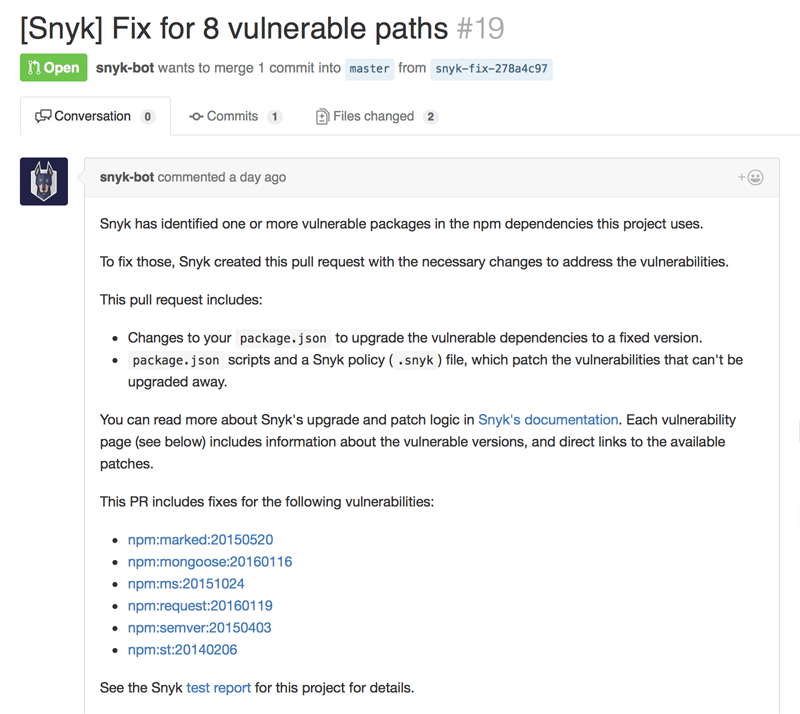 [Snyk] Fix for 8 vulnerable paths #19
Open snyk-bot wants to merge 1 commit into master from snyk-fix-278a4c97
Conversation 0 Commits 1 Files changed 2
snyk-bot commented a day ago
Snyk has identified one or more vulnerable packages in the npm dependencies this project uses.
To fix those, Snyk created this pull request with the necessary changes to address the vulnerabilities.
This pull request includes:
• Changes to your package.json to upgrade the vulnerable dependencies to a fixed version.
• package.json scripts and a Snyk policy ( .snyk ) file, which patch the vulnerabilities that can't be
upgraded away.
You can read more about Snyk's upgrade and patch logic in Snyk's documentation. Each vulnerability
page (see below) includes information about the vulnerable versions, and direct links to the available
patches.
This PR includes fixes for the following vulnerabilities:
• npm:marked:20150520
• npm:mongoose:20160116
• npm:ms:20151024
• npm:request:20160119
• npm:semver:20150403
• npm:st:20140206
See the Snyk test report for this project for details.